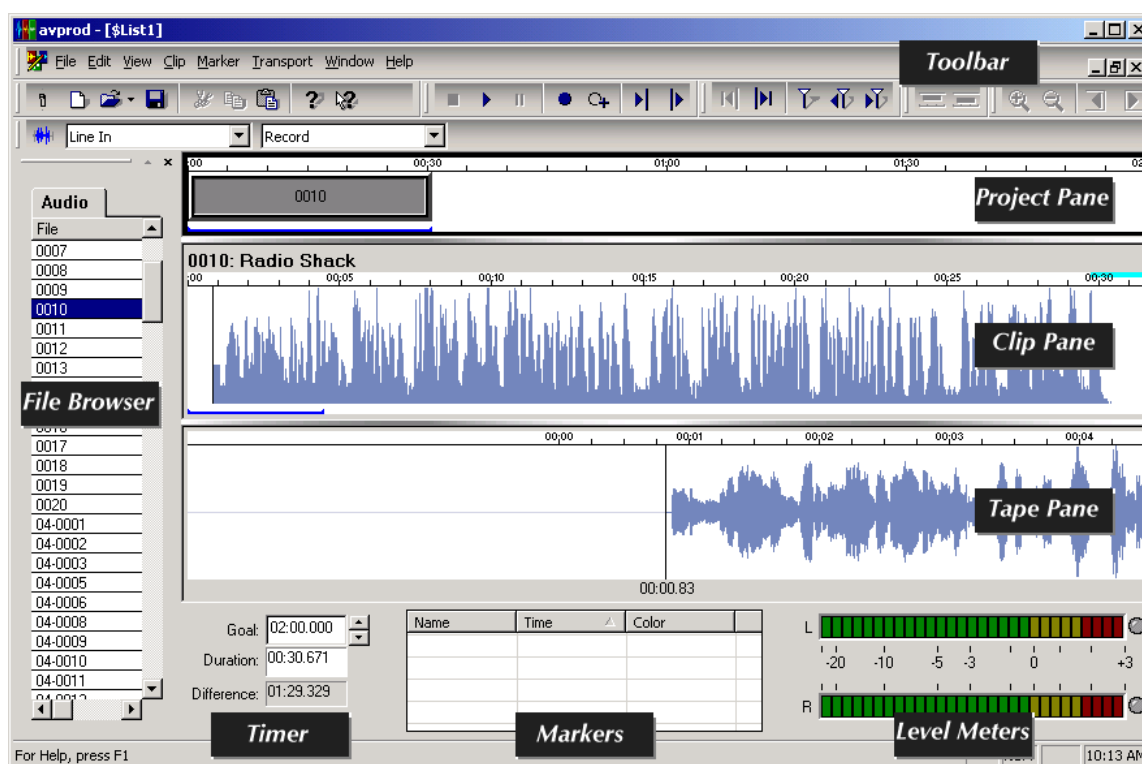 avprod - [$List1]
File Edit View Clip Marker Transport Window Help
Toolbar
Line In
Record
:00 00:30 01:00 01:30 02
0010
Project Pane
Audio
File
0007
0008
0009
0010
0011
0012
0013
File Browser
0017
0018
0019
0020
04-0001
04-0002
04-0003
04-0005
04-0006
04-0008
04-0009
04-0010
04-0011
0010: Radio Shack
:00 00:05 00:10 00:15 00:20 00:25 00:30
Clip Pane
00:00 00:01 00:02 00:03 00:04
Tape Pane
00:00.83
Goal: 02:00.000
Duration: 00:30.671
Difference: 01:29.329
Timer
Name Time Color
Markers
L
-20 -10 -5 -3 0 +3
R
Level Meters
For Help, press F1
10:13 AM